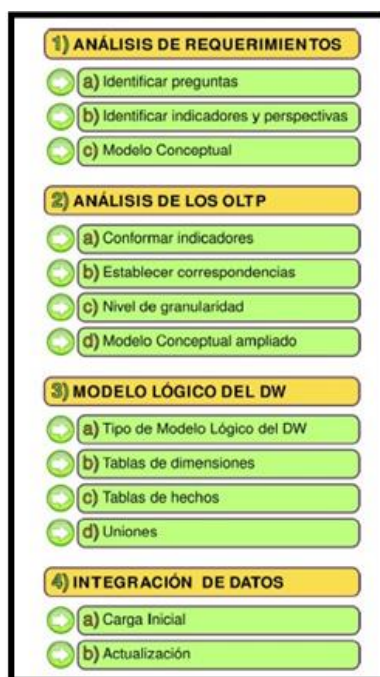 1) ANÁLISIS DE REQUERIMIENTOS
a) Identificar preguntas
b) Identificar indicadores y perspectivas
c) Modelo Conceptual
2) ANÁLISIS DE LOS OLTP
a) Conformar indicadores
b) Establecer correspondencias
c) Nivel de granularidad
d) Modelo Conceptual ampliado
3) MODELO LÓGICO DEL DW
a) Tipo de Modelo Lógico del DW
b) Tablas de dimensiones
c) Tablas de hechos
d) Uniones
4) INTEGRACIÓN DE DATOS
a) Carga Inicial
b) Actualización